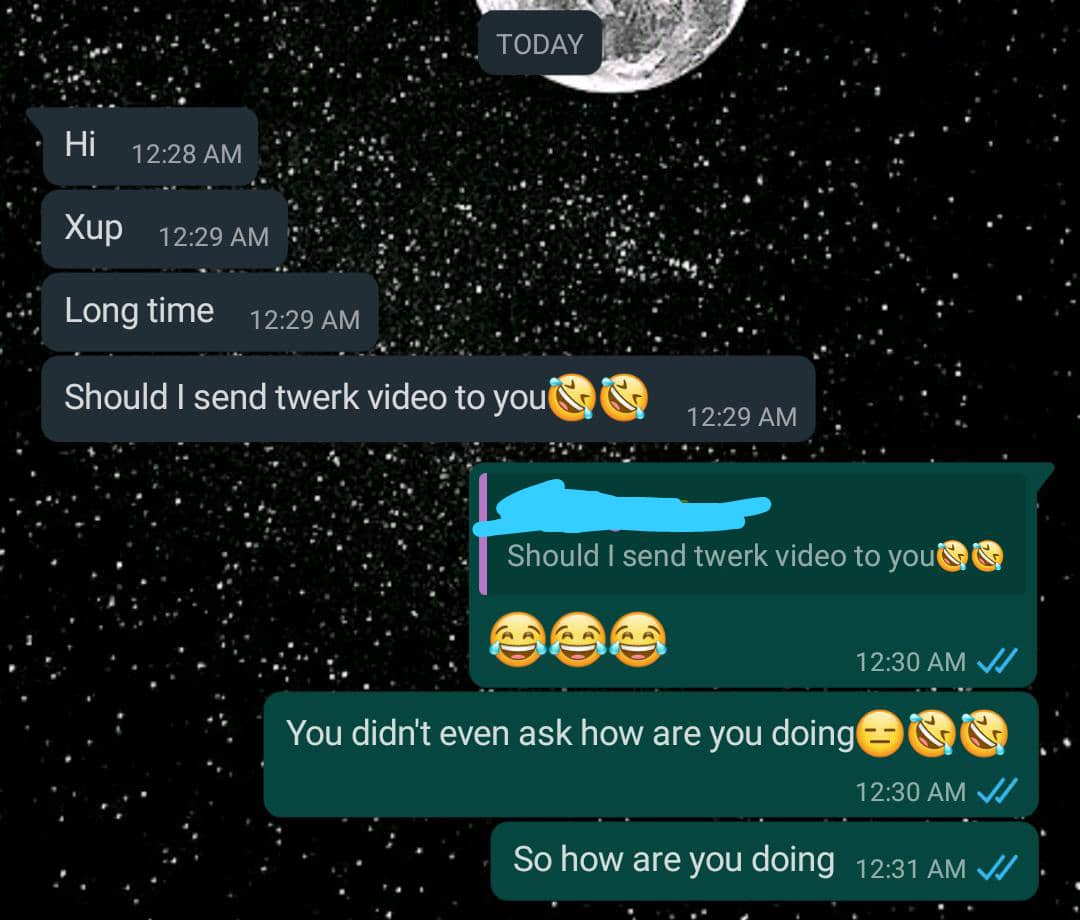 TODAY
Hi 12:28 AM
Xup 12:29 AM
Long time 12:29 AM
Should I send twerk video to you🤣🤣 12:29 AM
Should I send twerk video to you🤣🤣
😂😂😂 12:30 AM
You didn't even ask how are you doing😑🤣🤣
12:30 AM
So how are you doing 12:31 AM